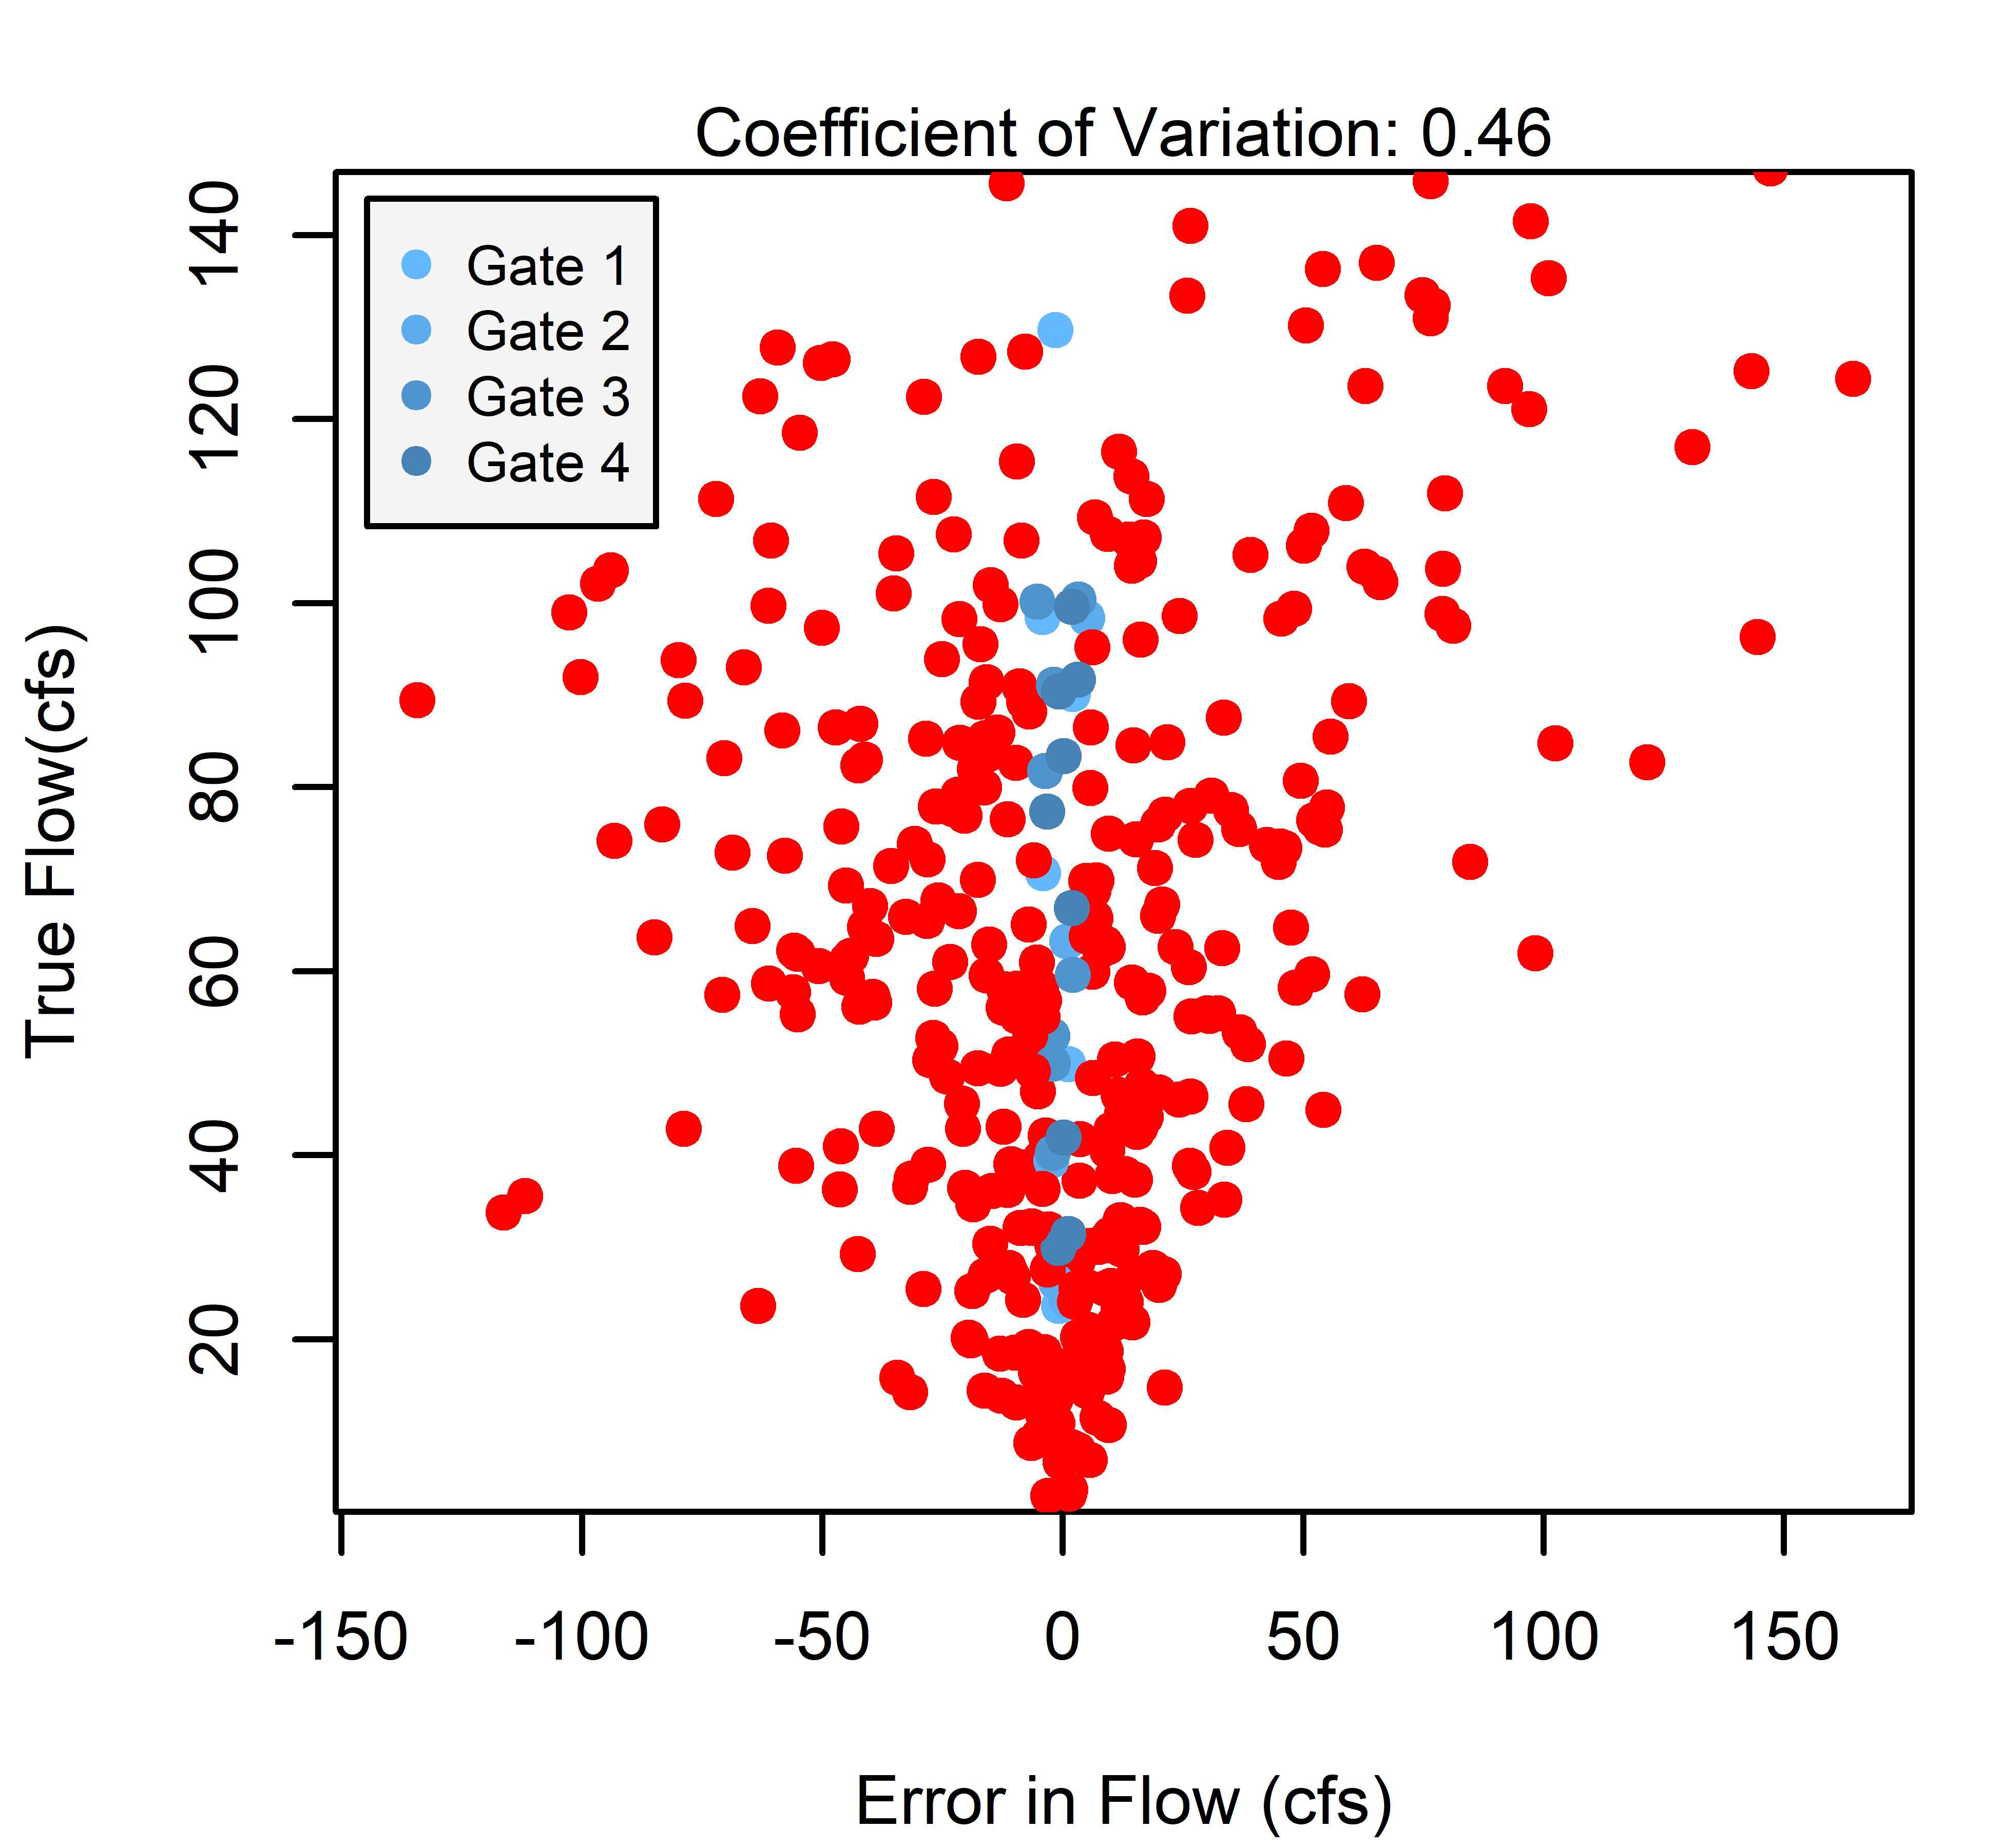 Coefficient of Variation: 0.46
Gate 1
Gate 2
Gate 3
Gate 4
True Flow(cfs)
140
120
100
80
60
40
20
-150 -100 -50 0 50 100 150
Error in Flow (cfs)